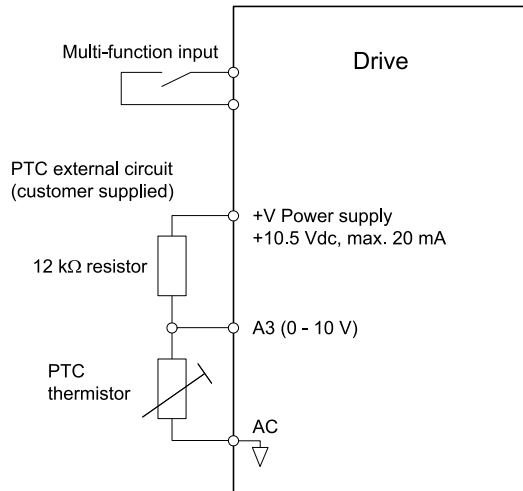 Multi-function input
Drive
PTC external circuit
(customer supplied)
+V Power supply
+10.5 Vdc, max. 20 mA
12 kΩ resistor
A3 (0 - 10 V)
PTC
thermistor
AC